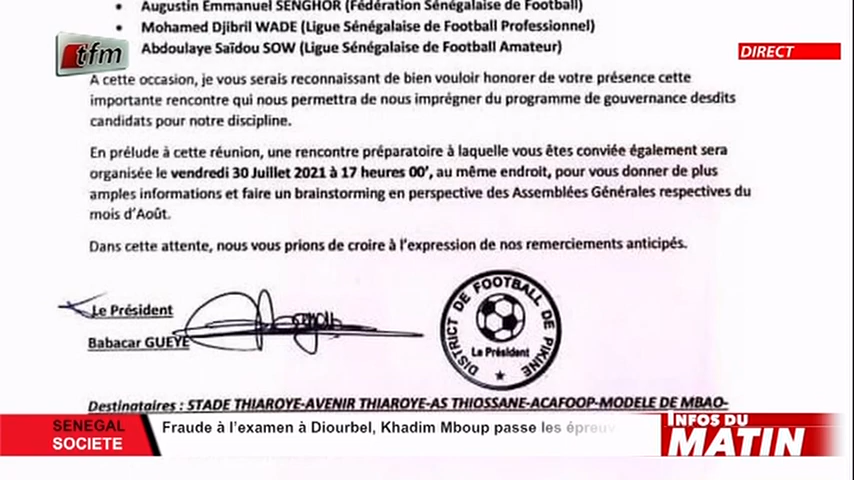 Augustin Emmanuel SENGHOR (Fédération Sénégalaise de Football)
Mohamed Djibril WADE (Ligue Sénégalaise de Football Professionnel)
Abdoulaye Saïdou SOW (Ligue Sénégalaise de Football Amateur)
tfm
DIRECT
A cette occasion, je vous serais reconnaissant de bien vouloir honorer de votre présence cette
importante rencontre qui nous permettra de nous imprégner du programme de gouvernance desdits
candidats pour notre discipline.
En prélude à cette réunion, une rencontre préparatoire à laquelle vous êtes conviée également sera
organisée le vendredi 30 Juillet 2021 à 17 heures 00', au même endroit, pour vous donner de plus
amples informations et faire un brainstorming en perspective des Assemblées Générales respectives du
mois d'Août.
Dans cette attente, nous vous prions de croire à l'expression de nos remerciements anticipés.
Le Président
Babacar GUEYE
DISTRICT DE FOOTBALL DE PIKINE
Le Président
Destinataires : STADE THIAROYE-AVENIR THIAROYE-AS THIOSSANE-ACAFOOP-MODELE DE MBAO-
SENEGAL
SOCIETE
Fraude à l'examen à Diourbel, Khadim Mboup passe les épreuv
INFOS DU
MATIN